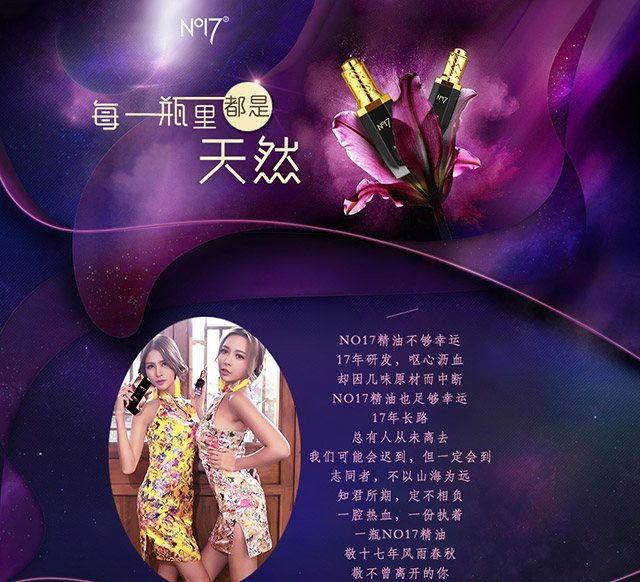 No17®
每一瓶里都是
天然
No17
No17
NO17精油不够幸运
17年研发，呕心沥血
却因几味原材而中断
NO17精油也足够幸运
17年长路
总有人从未离去
我们可能会迟到，但一定会到
志同者，不以山海为远
知君所期，定不相负
一腔热血，一份执着
一瓶NO17精油
敬十七年风雨春秋
敬不曾离开的你